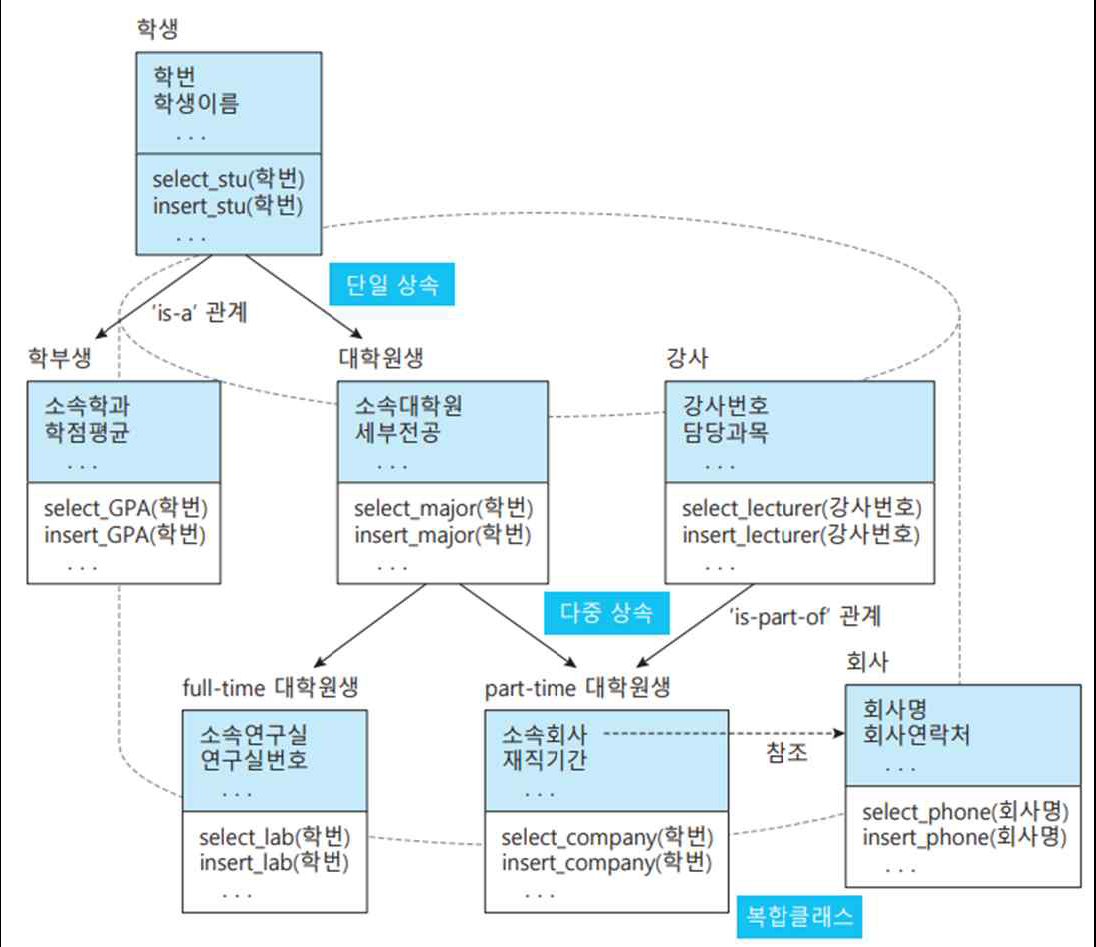 학생
학번
학생이름
...
select_stu(학번)
insert_stu(학번)
...
단일 상속
'is-a' 관계
학부생
소속학과
학점평균
...
select_GPA(학번)
insert_GPA(학번)
...
대학원생
소속대학원
세부전공
...
select_major(학번)
insert_major(학번)
...
강사
강사번호
담당과목
...
select_lecturer(강사번호)
insert_lecturer(강사번호)
...
다중 상속
'is-part-of' 관계
full-time 대학원생
소속연구실
연구실번호
...
select_lab(학번)
insert_lab(학번)
...
part-time 대학원생
소속회사
재직기간
...
select_company(학번)
insert_company(학번)
...
참조
회사
회사명
회사연락처
...
select_phone(회사명)
insert_phone(회사명)
...
복합클래스